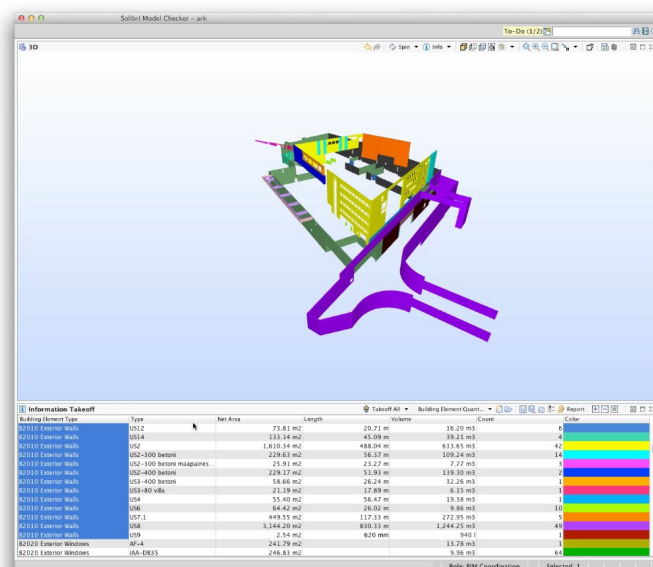 Solibri Model Checker - ark
To-Do (1/2)
3D Spin Info
Information Takeoff Takeoff All Building Element Quant... Report
Building Element Type Type Net Area Length Volume Count Color
B2010 Exterior Walls US12 73.81 m2 20.71 m 16.20 m3 6
B2010 Exterior Walls US14 133.14 m2 45.09 m 39.21 m3 4
B2010 Exterior Walls US2 1,610.34 m2 488.04 m 613.65 m3 42
B2010 Exterior Walls US2-300 betoni 229.63 m2 56.37 m 109.24 m3 14
B2010 Exterior Walls US2-300 betoni maapaines... 25.91 m2 23.27 m 7.77 m3 3
B2010 Exterior Walls US2-400 betoni 229.17 m2 51.93 m 139.30 m3 2
B2010 Exterior Walls US3-400 betoni 58.66 m2 26.24 m 32.26 m3 1
B2010 Exterior Walls US3-80 villa 21.19 m2 17.89 m 6.15 m3 1
B2010 Exterior Walls US4 55.40 m2 56.47 m 19.38 m3 1
B2010 Exterior Walls US6 64.42 m2 26.02 m 9.86 m3 10
B2010 Exterior Walls US7.1 449.55 m2 117.33 m 272.95 m3 5
B2010 Exterior Walls US8 3,144.20 m2 830.33 m 1,244.25 m3 49
B2010 Exterior Walls US9 2.54 m2 620 mm 940 l 1
B2020 Exterior Windows AF-4 241.79 m2 13.78 m3 1
B2020 Exterior Windows IAA-DB35 246.83 m2 9.96 m3 64
Role: BIM Coordination Selected: 1